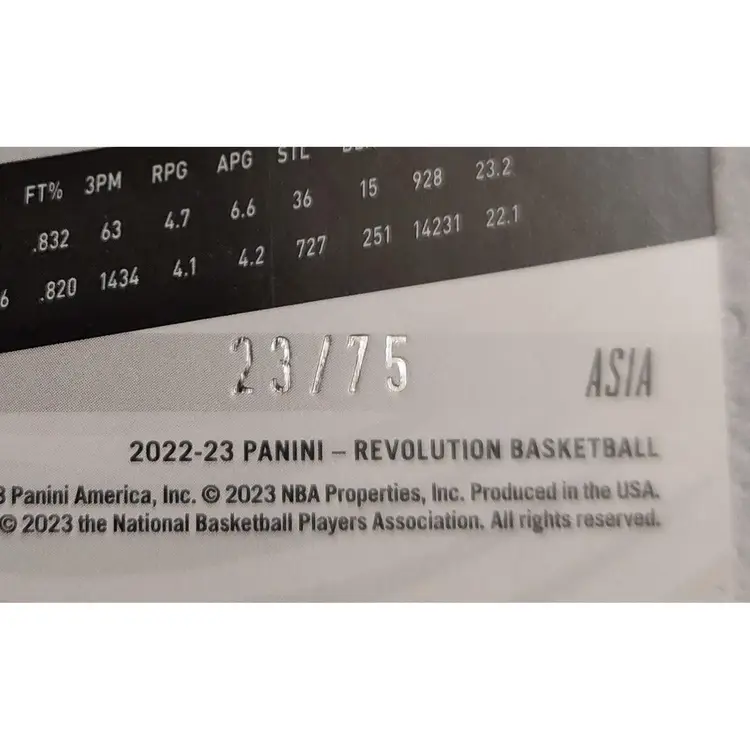 FT% 3PM RPG APG STL
.832 63 4.7 6.6 36 15 928 23.2
6 .820 1434 4.1 4.2 727 251 14231 22.1
23/75
ASIA
2022-23 PANINI – REVOLUTION BASKETBALL
3 Panini America, Inc. © 2023 NBA Properties, Inc. Produced in the USA.
© 2023 the National Basketball Players Association. All rights reserved.